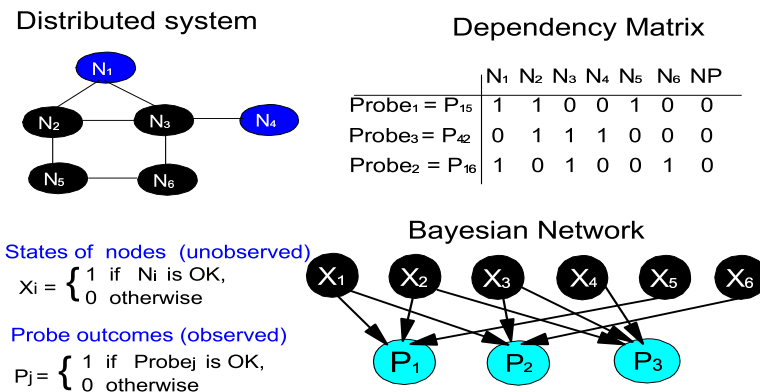 Distributed system
N₁
N₂
N₃
N₄
N₅
N₆
Dependency Matrix
N₁ N₂ N₃ N₄ N₅ N₆ NP
Probe₁ = P₁₅ 1 1 0 0 1 0 0
Probe₃ = P₄₂ 0 1 1 1 0 0 0
Probe₂ = P₁₆ 1 0 1 0 0 1 0
States of nodes (unobserved)
Xi = { 1 if Ni is OK,
0 otherwise
Probe outcomes (observed)
Pj = { 1 if Probej is OK,
0 otherwise
Bayesian Network
X₁ X₂ X₃ X₄ X₅ X₆
P₁ P₂ P₃